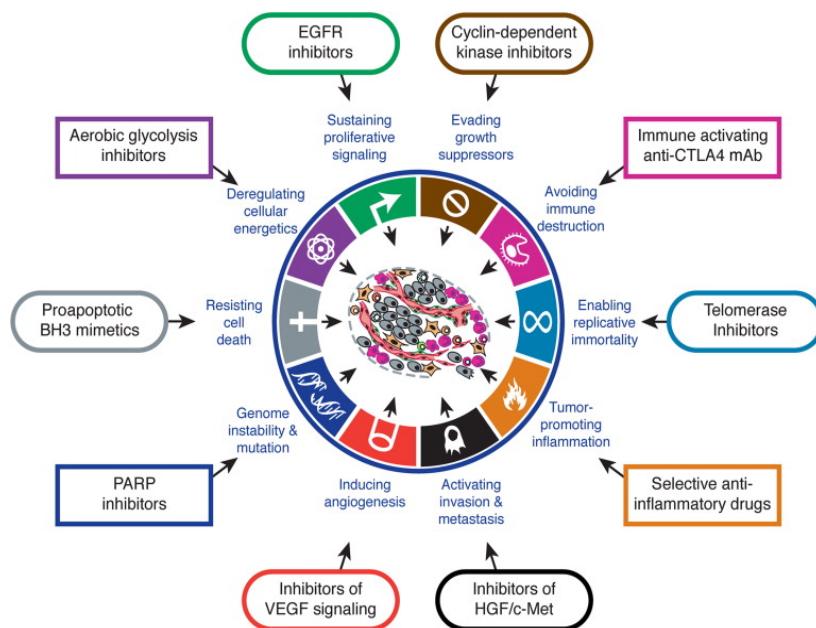 EGFR
inhibitors
Cyclin-dependent
kinase inhibitors
Aerobic glycolysis
inhibitors
Sustaining
proliferative
signaling
Evading
growth
suppressors
Immune activating
anti-CTLA4 mAb
Deregulating
cellular
energetics
Avoiding
immune
destruction
Proapoptotic
BH3 mimetics
Resisting
cell
death
Enabling
replicative
immortality
Telomerase
Inhibitors
Genome
instability &
mutation
Tumor-
promoting
inflammation
PARP
inhibitors
Inducing
angiogenesis
Activating
invasion &
metastasis
Selective anti-
inflammatory drugs
Inhibitors of
VEGF signaling
Inhibitors of
HGF/c-Met